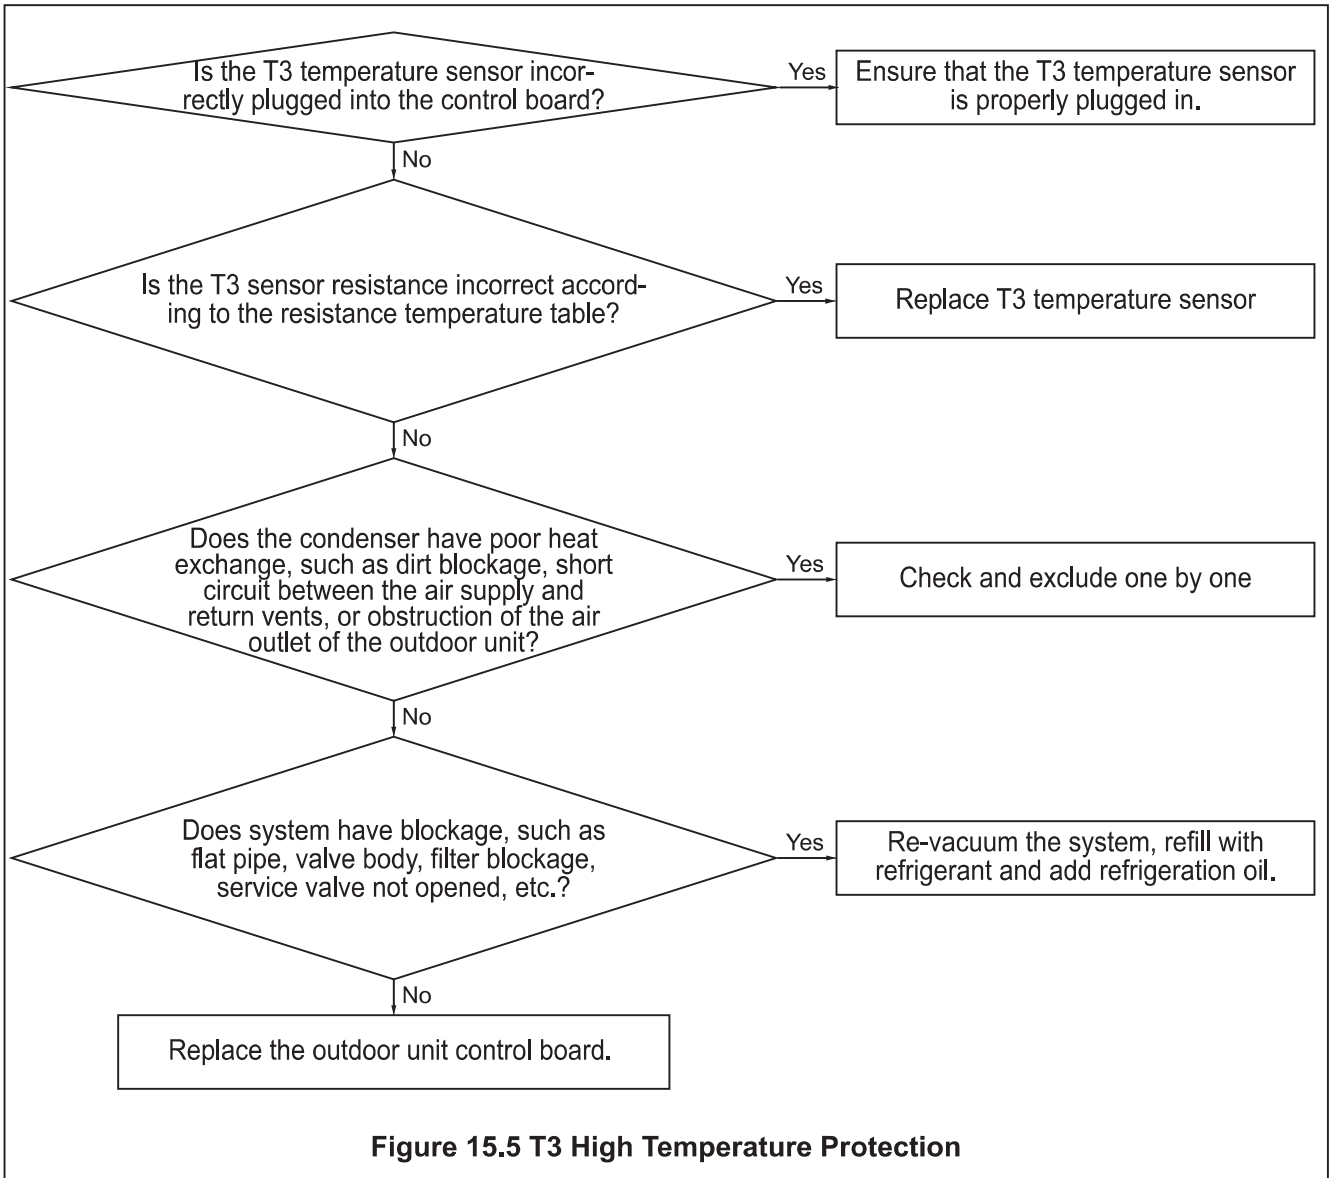 Is the T3 temperature sensor incor-
rectly plugged into the control board?
Yes
Ensure that the T3 temperature sensor
is properly plugged in.
No
Is the T3 sensor resistance incorrect accord-
ing to the resistance temperature table?
Yes
Replace T3 temperature sensor
No
Does the condenser have poor heat
exchange, such as dirt blockage, short
circuit between the air supply and
return vents, or obstruction of the air
outlet of the outdoor unit?
Yes
Check and exclude one by one
No
Does system have blockage, such as
flat pipe, valve body, filter blockage,
service valve not opened, etc.?
Yes
Re-vacuum the system, refill with
refrigerant and add refrigeration oil.
No
Replace the outdoor unit control board.
Figure 15.5 T3 High Temperature Protection